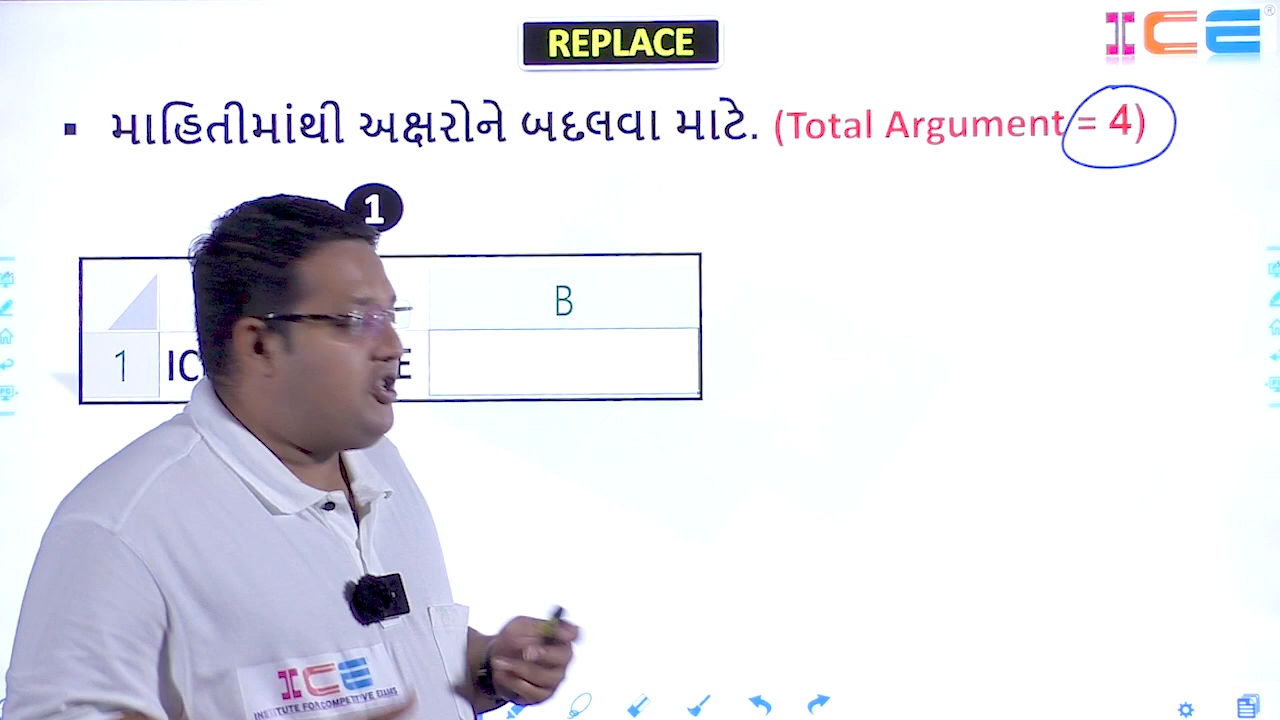 REPLACE
ICE
®
▪ માહિતીમાંથી અક્ષરોને બદલવા માટે. (Total Argument = 4)
1
B
1
ICE
INSTITUTE FOR COMPETITIVE EXAMS